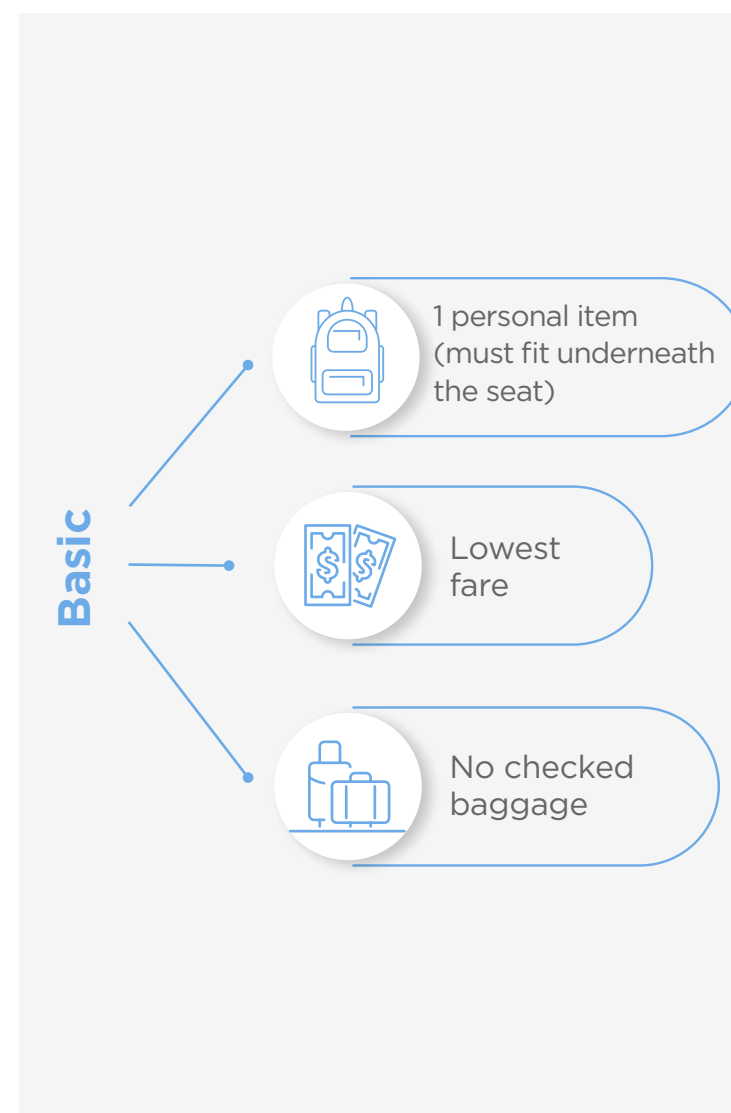 Basic
1 personal item
(must fit underneath
the seat)
Lowest
fare
No checked
baggage